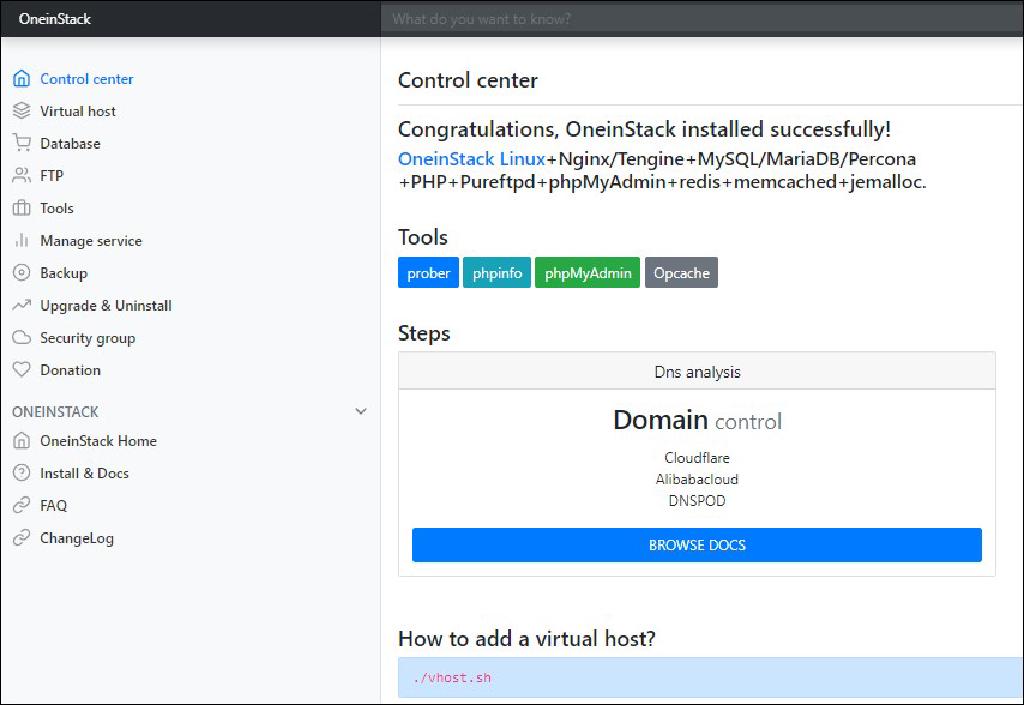 OneinStack
What do you want to know?
Control center
Virtual host
Database
FTP
Tools
Manage service
Backup
Upgrade & Uninstall
Security group
Donation
ONEINSTACK
OneinStack Home
Install & Docs
FAQ
ChangeLog
Control center
Congratulations, OneinStack installed successfully!
OneinStack Linux+Nginx/Tengine+MySQL/MariaDB/Percona
+PHP+Pureftpd+phpMyAdmin+redis+memcached+jemalloc.
Tools
prober phpinfo phpMyAdmin Opcache
Steps
Dns analysis
Domain control
Cloudflare
Alibabacloud
DNSPOD
BROWSE DOCS
How to add a virtual host?
./vhost.sh